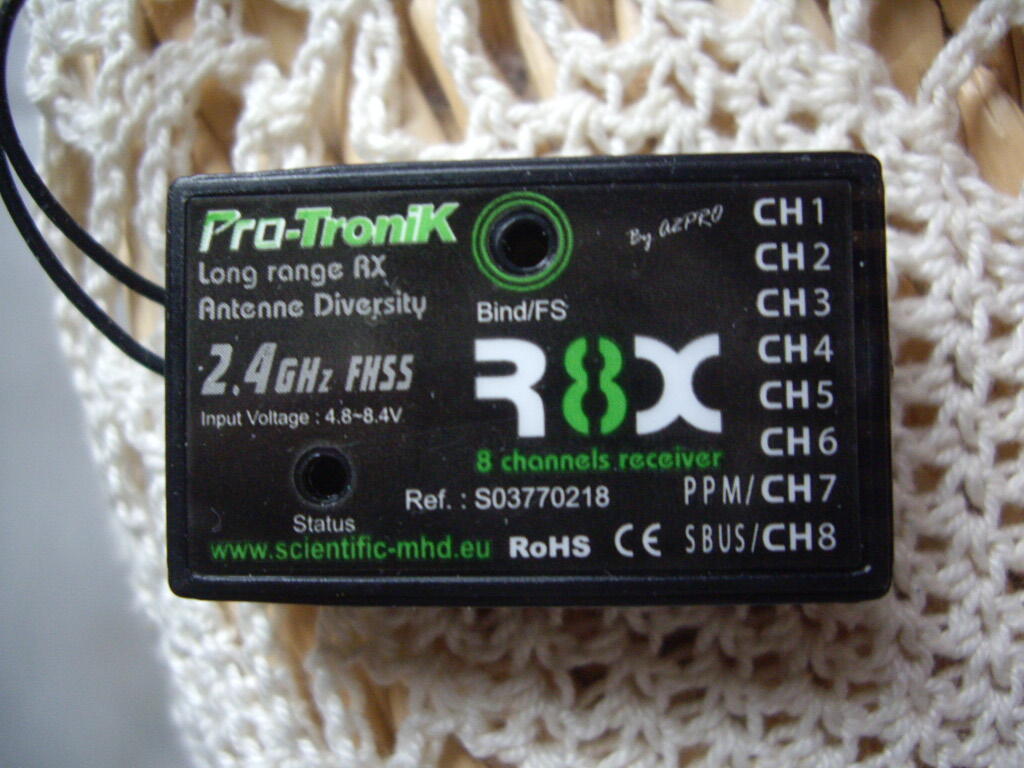 Pro-TroniK
Long range RX
Antenne Diversity
2.4GHz FHSS
Input Voltage : 4.8~8.4V
Status
www.scientific-mhd.eu
Bind/FS
By A2PRO
R8X
8 channels receiver
Ref. : S03770218
RoHS CE
CH1
CH2
CH3
CH4
CH5
CH6
PPM/CH7
SBUS/CH8